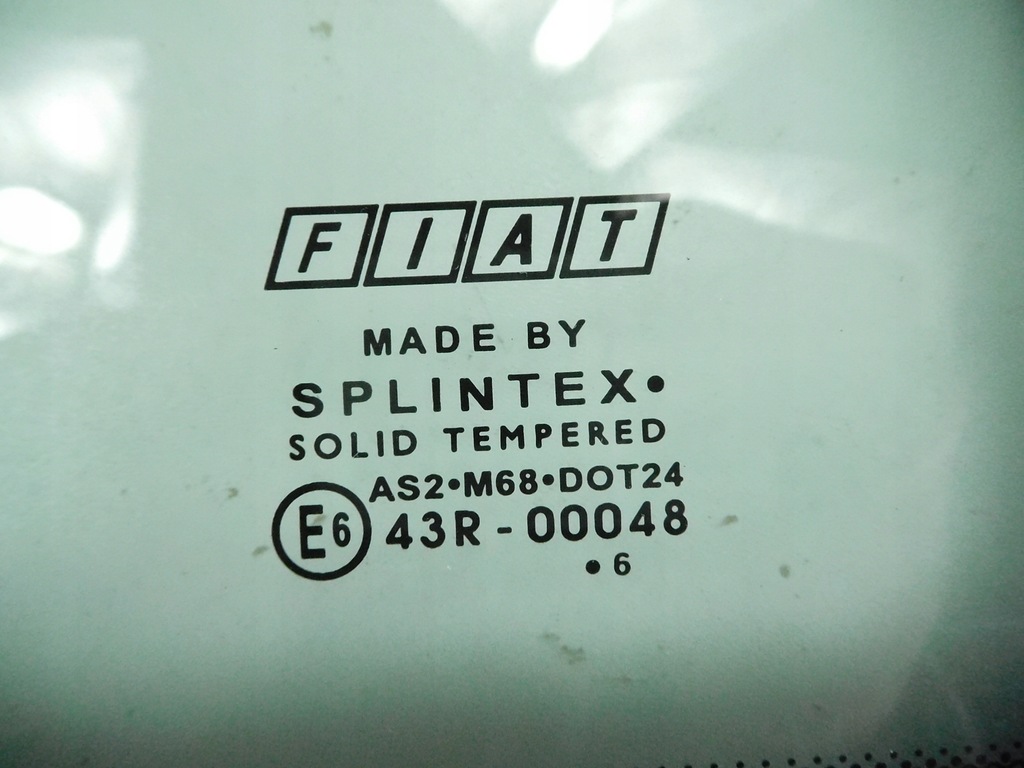 FIAT
MADE BY
SPLINTEX•
SOLID TEMPERED
AS2•M68•DOT24
E6 43R-00048
•6